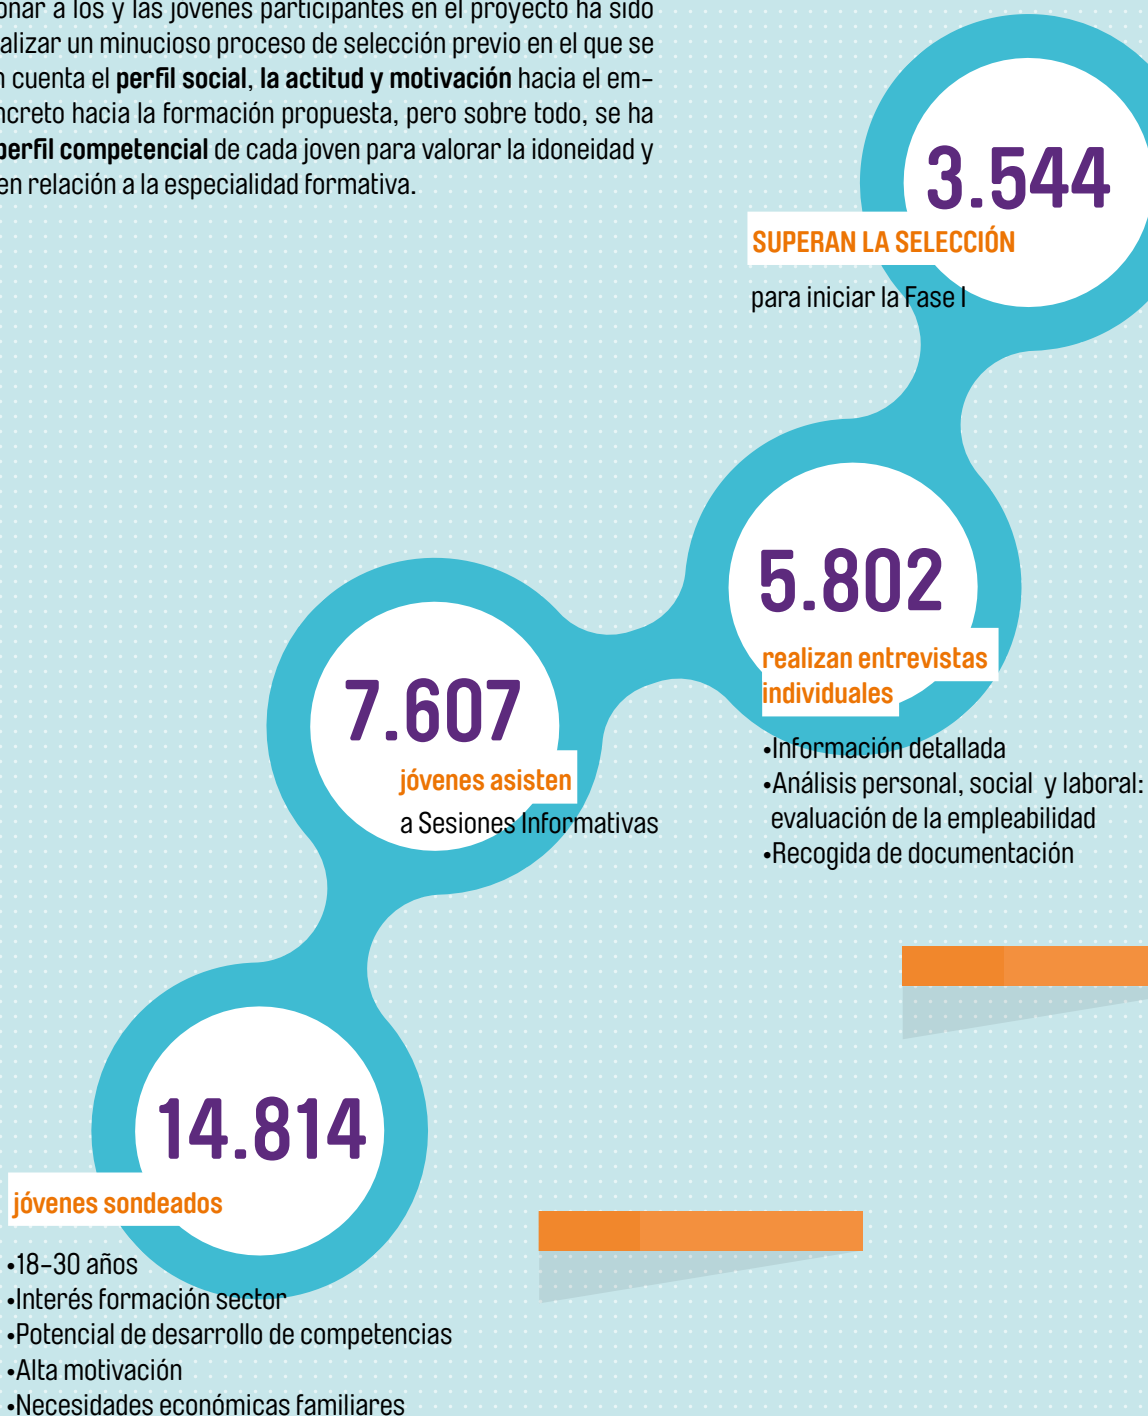 onar a los y las jóvenes participantes en el proyecto ha sido
alizar un minucioso proceso de selección previo en el que se
n cuenta el perfil social, la actitud y motivación hacia el em-
ncreto hacia la formación propuesta, pero sobre todo, se ha
perfil competencial de cada joven para valorar la idoneidad y
en relación a la especialidad formativa.
3.544
SUPERAN LA SELECCIÓN
para iniciar la Fase I
5.802
realizan entrevistas
individuales
•Información detallada
•Análisis personal, social y laboral:
evaluación de la empleabilidad
•Recogida de documentación
7.607
jóvenes asisten
a Sesiones Informativas
14.814
jóvenes sondeados
•18-30 años
•Interés formación sector
•Potencial de desarrollo de competencias
•Alta motivación
•Necesidades económicas familiares